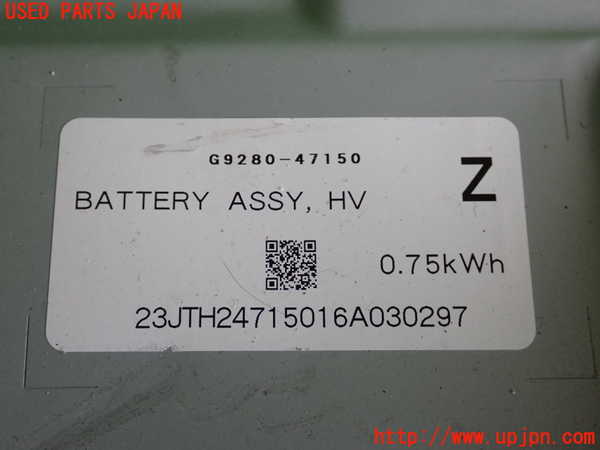 USED PARTS JAPAN
G9280-47150
Z
BATTERY ASSY, HV
0.75kWh
23JTH24715016A030297
http://www.upjpn.com